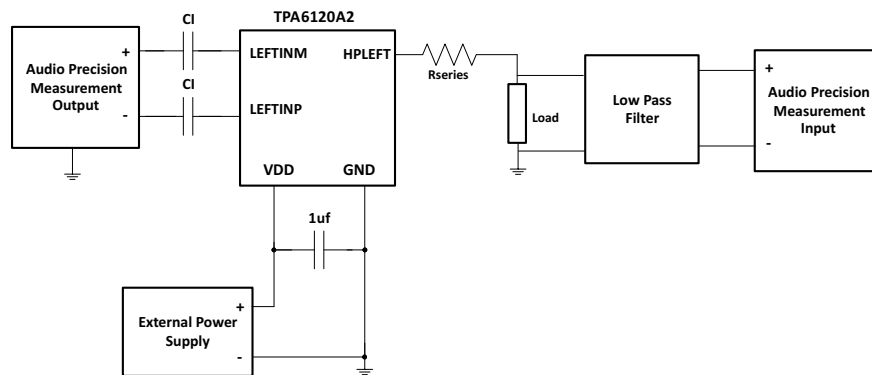 TPA6120A2
CI
Audio Precision
Measurement
Output
+
-
CI
LEFTINM
LEFTINP
HPLEFT
VDD
GND
Rseries
Load
Low Pass
Filter
+
-
Audio Precision
Measurement
Input
1uf
External Power
Supply
+
-